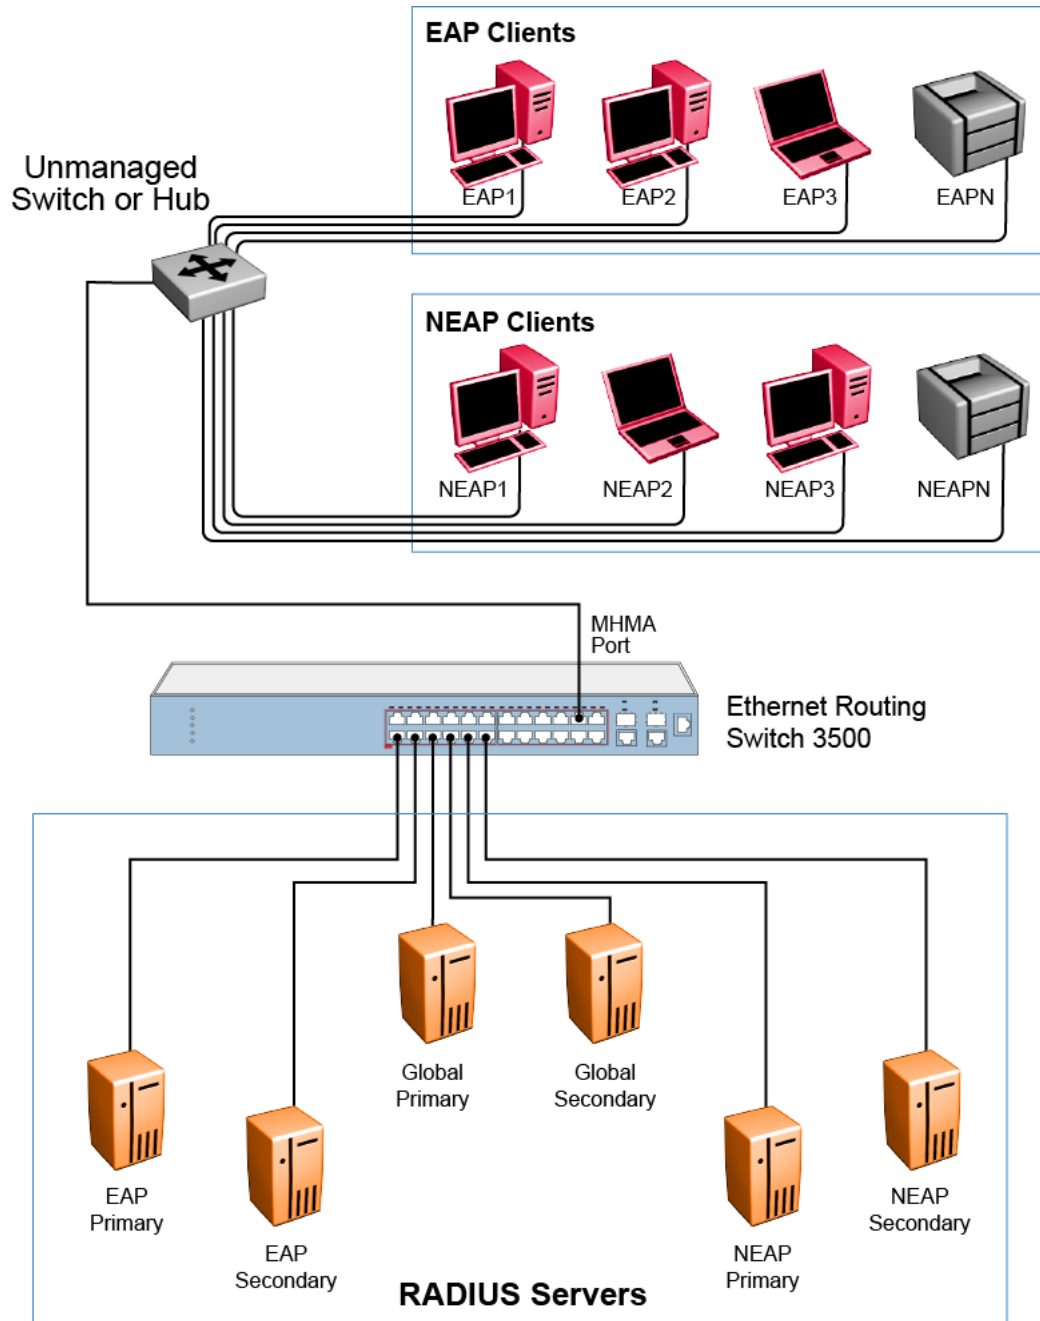 EAP Clients
EAP1
EAP2
EAP3
EAPN
Unmanaged
Switch or Hub
NEAP Clients
NEAP1
NEAP2
NEAP3
NEAPN
MHMA
Port
Ethernet Routing
Switch 3500
Global
Primary
Global
Secondary
EAP
Primary
EAP
Secondary
NEAP
Primary
NEAP
Secondary
RADIUS Servers